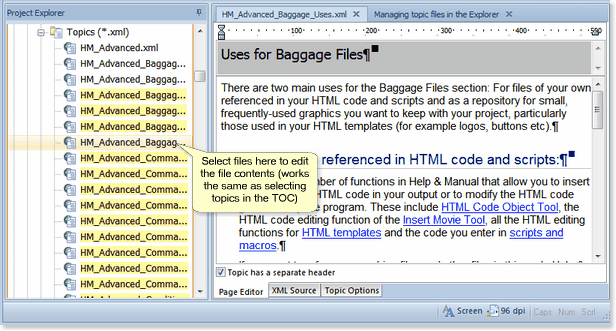 Project Explorer
Topics (*.xml)
HM_Advanced.xml
HM_Advanced_Baggag...
HM_Advanced_Baggag...
HM_Advanced_Baggag...
HM_Advanced_Baggag...
HM_Advanced_Baggag...
HM_Advanced_Comma...
HM_Advanced_Comma...
HM_Advanced_Comma...
HM_Advanced_Comma...
HM_Advanced_Comma...
HM_Advanced_Comma...
HM_Advanced_Comma...
HM_Advanced_Comma...
Select files here to edit
the file contents (works
the same as selecting
topics in the TOC)
HM_Advanced_Baggage_Uses.xml
Managing topic files in the Explorer
100 200 300 400 500
Uses for Baggage Files¶
There are two main uses for the Baggage Files section: For files of your own
referenced in your HTML code and scripts and as a repository for small,
frequently-used graphics you want to keep with your project, particularly
those used in your HTML templates (for example logos, buttons etc).¶
referenced in HTML code and scripts:¶
mber of functions in Help & Manual that allow you to insert
HTML code in your output or to modify the HTML code
e program. These include HTML Code Object Tool, the
HTML code editing function of the Insert Movie Tool, all the HTML editing
functions for HTML templates and the code you enter in scripts and
macros.¶
Topic has a separate header
Page Editor XML Source Topic Options
Screen 96 dpi Caps Num Scrl